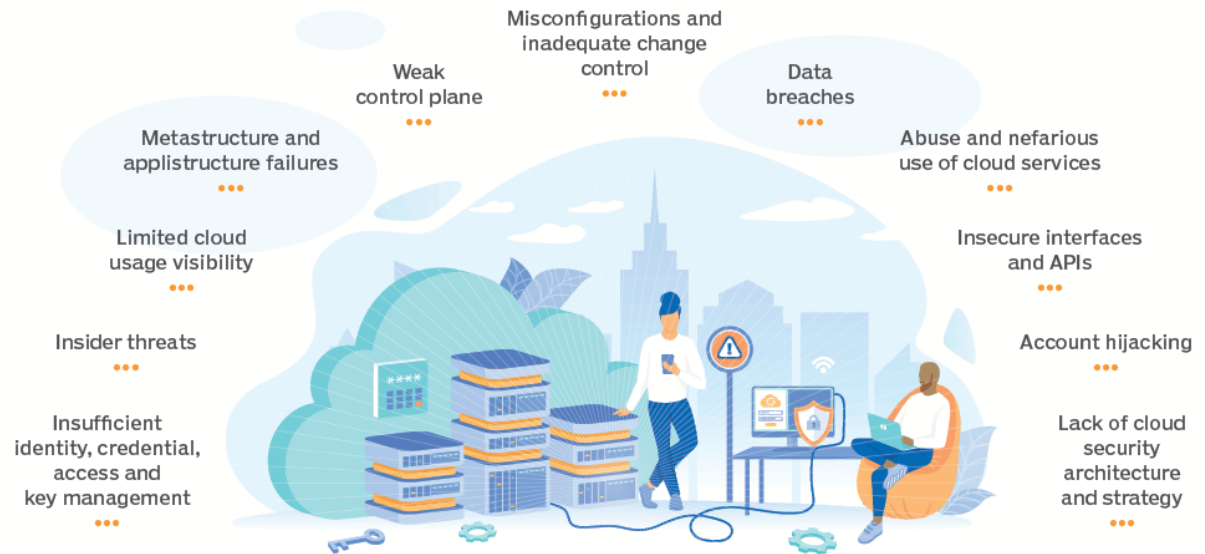 Misconfigurations and
inadequate change
control
Weak
control plane
Data
breaches
Metastructure and
applistructure failures
Abuse and nefarious
use of cloud services
Limited cloud
usage visibility
Insecure interfaces
and APIs
Insider threats
Account hijacking
Insufficient
identity, credential,
access and
key management
Lack of cloud
security
architecture
and strategy
****